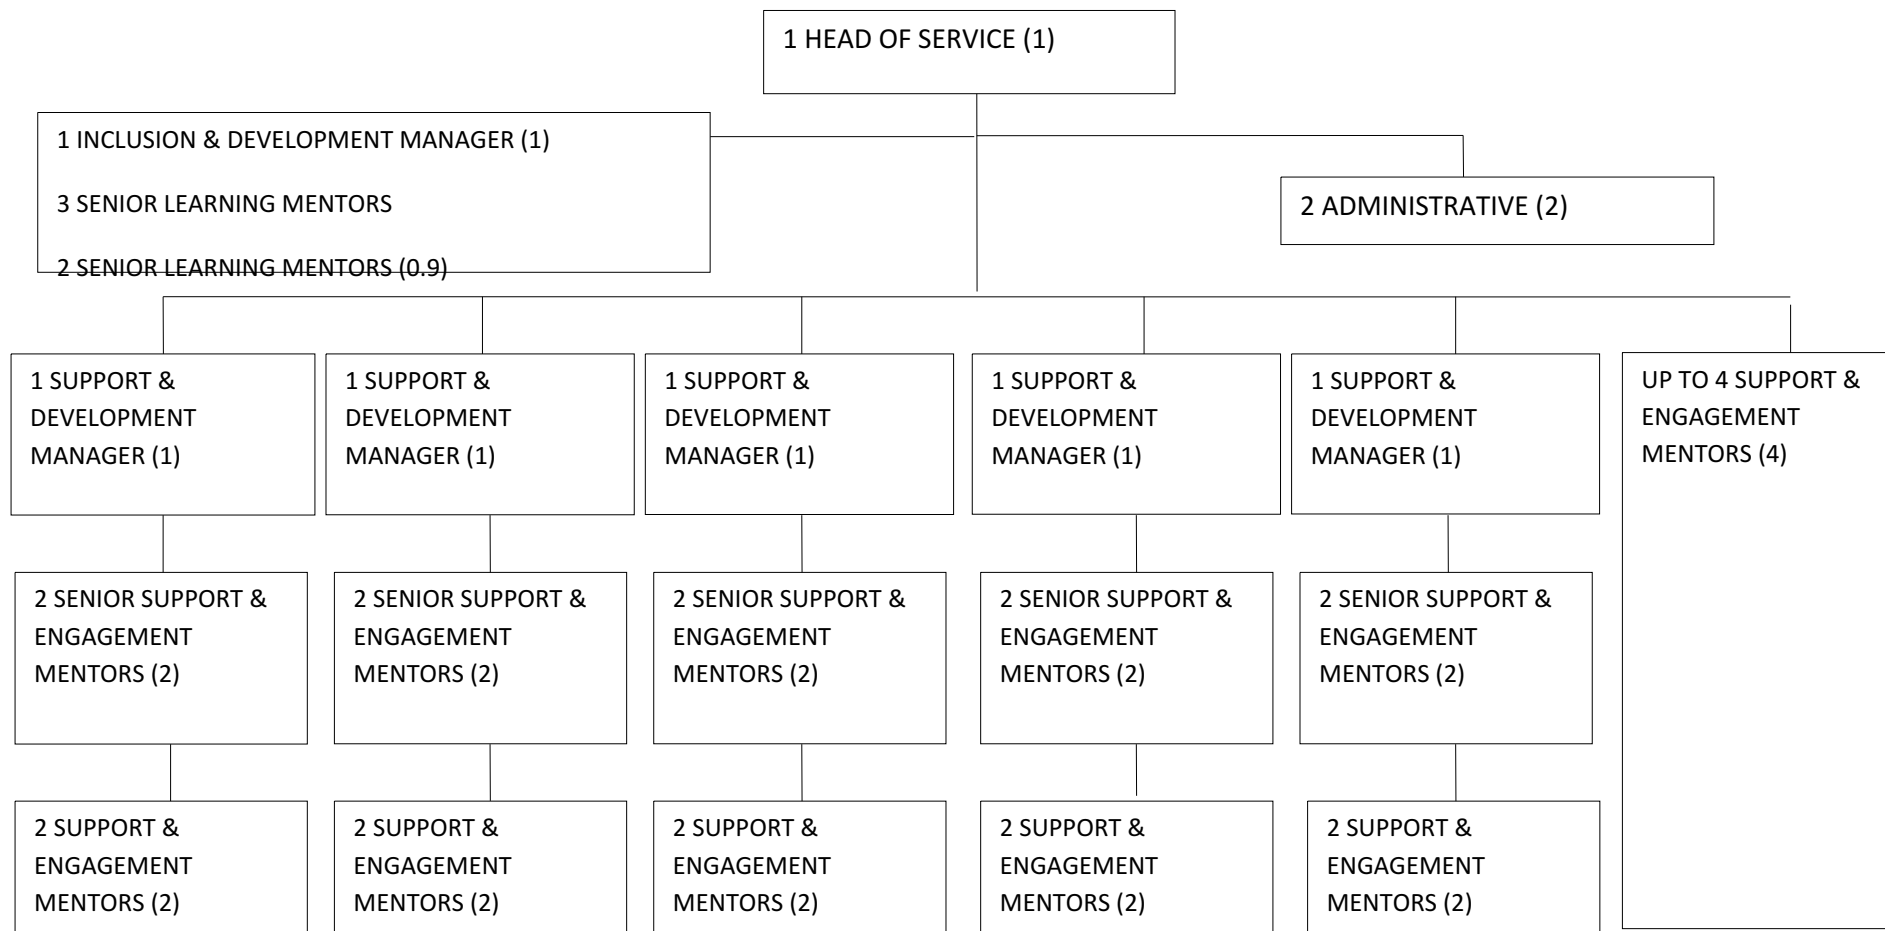 1 HEAD OF SERVICE (1)
1 INCLUSION & DEVELOPMENT MANAGER (1)
3 SENIOR LEARNING MENTORS
2 SENIOR LEARNING MENTORS (0.9)
2 ADMINISTRATIVE (2)
1 SUPPORT &
DEVELOPMENT
MANAGER (1)
1 SUPPORT &
DEVELOPMENT
MANAGER (1)
1 SUPPORT &
DEVELOPMENT
MANAGER (1)
1 SUPPORT &
DEVELOPMENT
MANAGER (1)
1 SUPPORT &
DEVELOPMENT
MANAGER (1)
UP TO 4 SUPPORT &
ENGAGEMENT
MENTORS (4)
2 SENIOR SUPPORT &
ENGAGEMENT
MENTORS (2)
2 SENIOR SUPPORT &
ENGAGEMENT
MENTORS (2)
2 SENIOR SUPPORT &
ENGAGEMENT
MENTORS (2)
2 SENIOR SUPPORT &
ENGAGEMENT
MENTORS (2)
2 SENIOR SUPPORT &
ENGAGEMENT
MENTORS (2)
2 SUPPORT &
ENGAGEMENT
MENTORS (2)
2 SUPPORT &
ENGAGEMENT
MENTORS (2)
2 SUPPORT &
ENGAGEMENT
MENTORS (2)
2 SUPPORT &
ENGAGEMENT
MENTORS (2)
2 SUPPORT &
ENGAGEMENT
MENTORS (2)